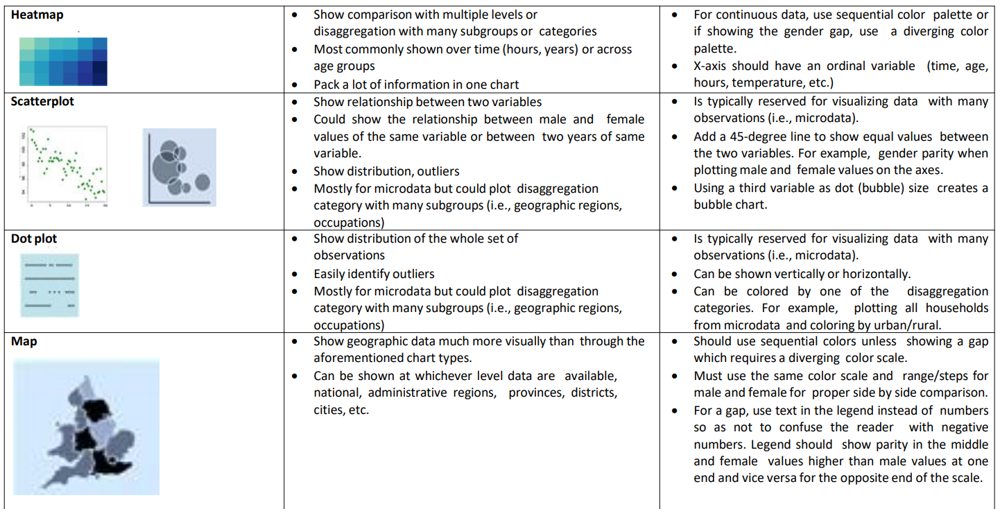 Heatmap
• Show comparison with multiple levels or
disaggregation with many subgroups or categories
• Most commonly shown over time (hours, years) or across
age groups
• Pack a lot of information in one chart
• For continuous data, use sequential color palette or
if showing the gender gap, use a diverging color
palette.
• X-axis should have an ordinal variable (time, age,
hours, temperature, etc.)
Scatterplot
0 5 10 15 20
94 96 98 100 102
• Show relationship between two variables
• Could show the relationship between male and female
values of the same variable or between two years of same
variable.
• Show distribution, outliers
• Mostly for microdata but could plot disaggregation
category with many subgroups (i.e., geographic regions,
occupations)
• Is typically reserved for visualizing data with many
observations (i.e., microdata).
• Add a 45-degree line to show equal values between
the two variables. For example, gender parity when
plotting male and female values on the axes.
• Using a third variable as dot (bubble) size creates a
bubble chart.
Dot plot
• Show distribution of the whole set of
observations
• Easily identify outliers
• Mostly for microdata but could plot disaggregation
category with many subgroups (i.e., geographic regions,
occupations)
• Is typically reserved for visualizing data with many
observations (i.e., microdata).
• Can be shown vertically or horizontally.
• Can be colored by one of the disaggregation
categories. For example, plotting all households
from microdata and coloring by urban/rural.
Map
• Show geographic data much more visually than through the
aforementioned chart types.
• Can be shown at whichever level data are available,
national, administrative regions, provinces, districts,
cities, etc.
• Should use sequential colors unless showing a gap
which requires a diverging color scale.
• Must use the same color scale and range/steps for
male and female for proper side by side comparison.
• For a gap, use text in the legend instead of numbers
so as not to confuse the reader with negative
numbers. Legend should show parity in the middle
and female values higher than male values at one
end and vice versa for the opposite end of the scale.